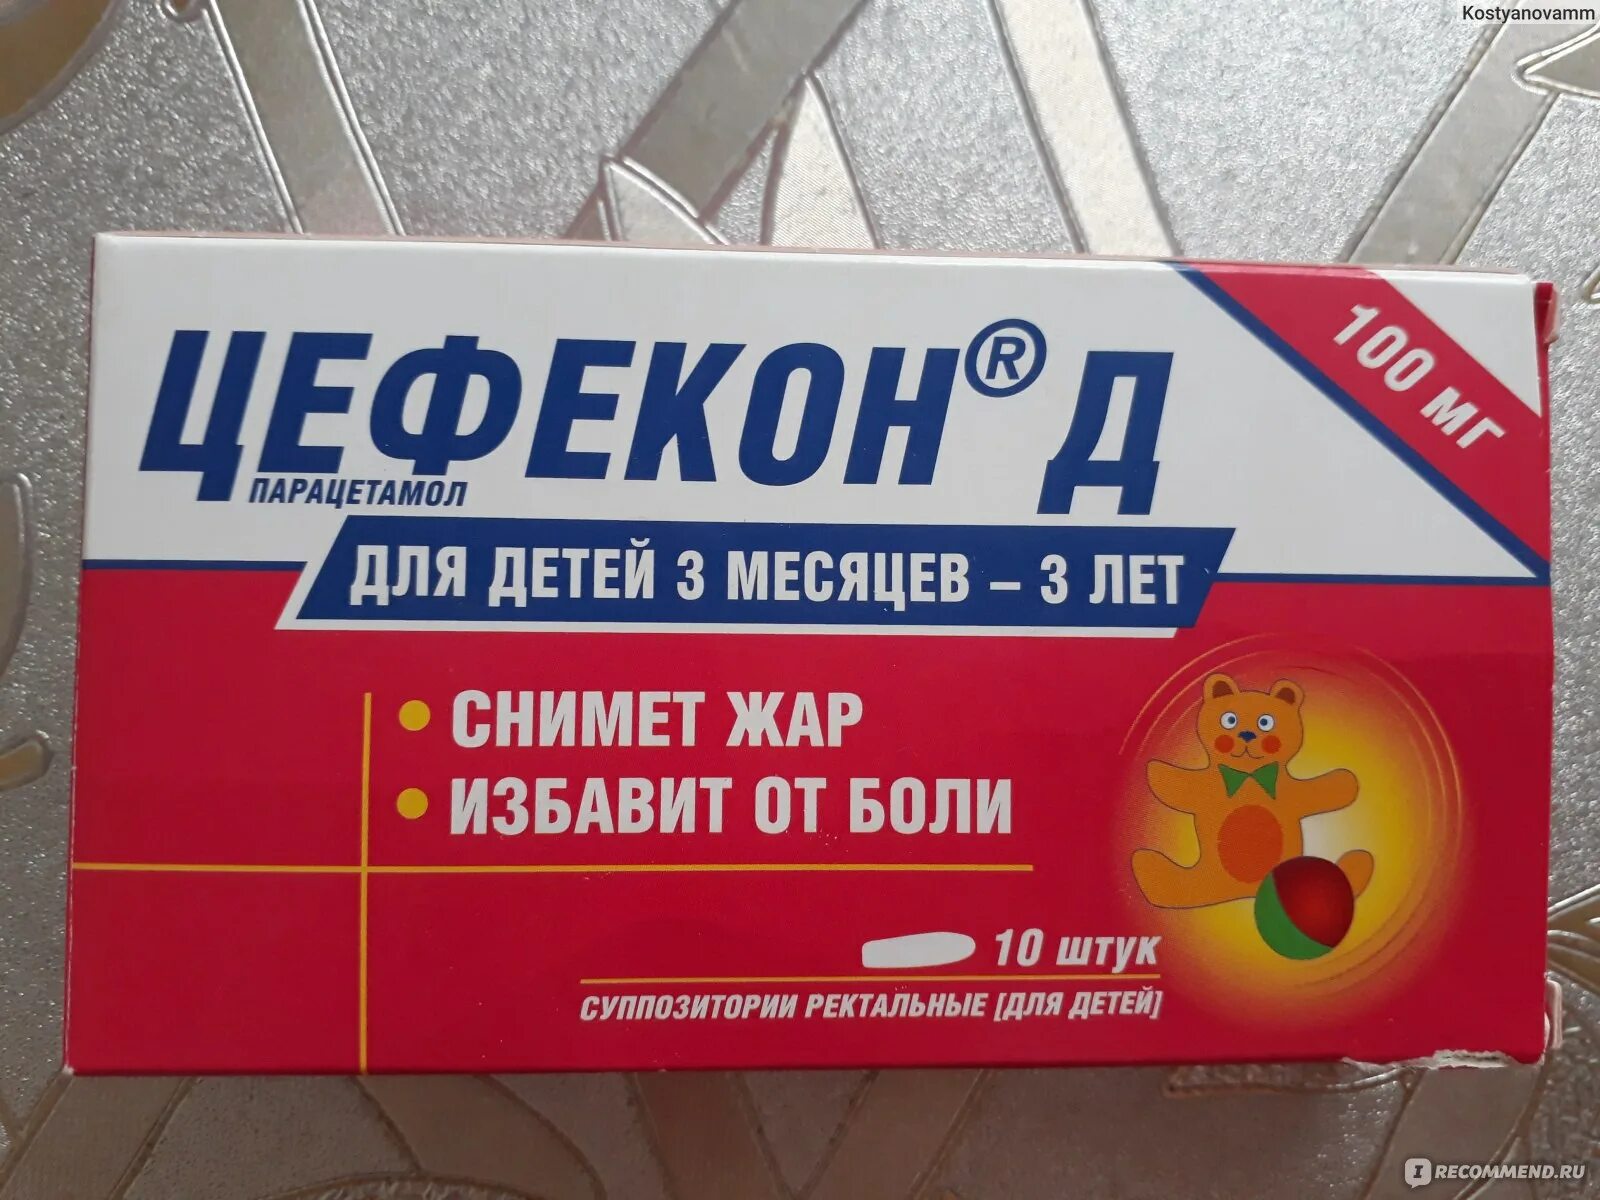 Kostyanovamm
ЦЕФЕКОН® Д
100 МГ
ПАРАЦЕТАМОЛ
ДЛЯ ДЕТЕЙ 3 МЕСЯЦЕВ – 3 ЛЕТ
• СНИМЕТ ЖАР
• ИЗБАВИТ ОТ БОЛИ
10 ШТУК
СУППОЗИТОРИИ РЕКТАЛЬНЫЕ [ДЛЯ ДЕТЕЙ]
IRECOMMEND.RU